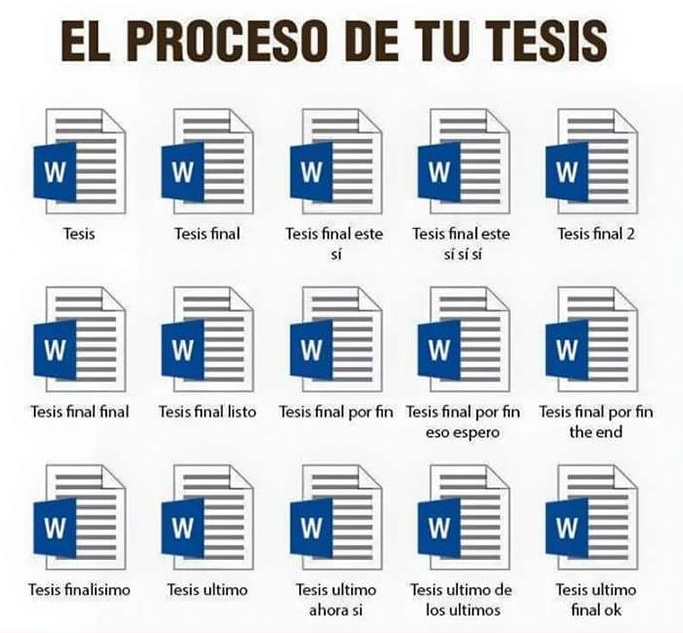 EL PROCESO DE TU TESIS
W W W W W
Tesis Tesis final Tesis final este Tesis final este Tesis final 2
sí sí sí sí
W W W W W
Tesis final final Tesis final listo Tesis final por fin Tesis final por fin Tesis final por fin
eso espero the end
W W W W W
Tesis finalisimo Tesis ultimo Tesis ultimo Tesis ultimo de Tesis ultimo
ahora si los ultimos final ok